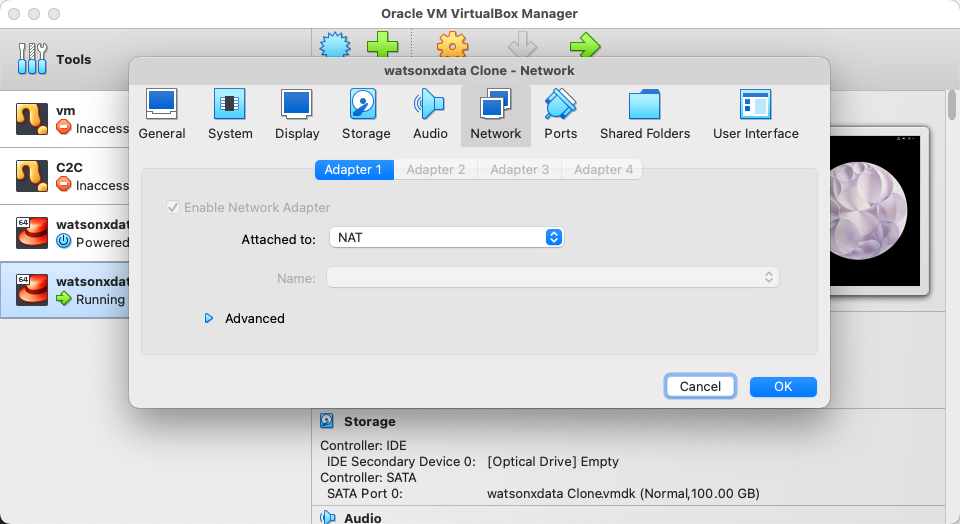 Oracle VM VirtualBox Manager
Tools
watsonxdata Clone - Network
General System Display Storage Audio Network Ports Shared Folders User Interface
vm
Inaccess
C2C
Inaccess
64
watsonxdat
Powered
64
watsonxdat
Running
Adapter 1 Adapter 2 Adapter 3 Adapter 4
Enable Network Adapter
Attached to: NAT
Name:
Advanced
Cancel OK
Storage
Controller: IDE
IDE Secondary Device 0: [Optical Drive] Empty
Controller: SATA
SATA Port 0: watsonxdata Clone.vmdk (Normal,100.00 GB)
Audio